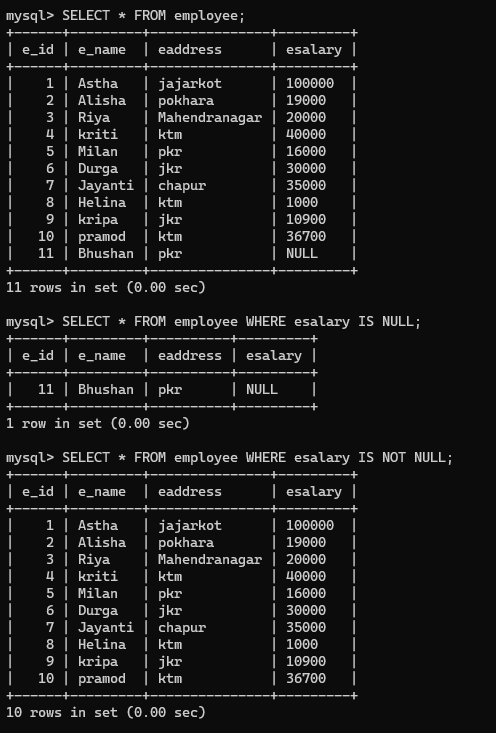 mysql> SELECT * FROM employee;
+------+---------+---------------+---------+
| e_id | e_name  | eaddress      | esalary |
+------+---------+---------------+---------+
|    1 | Astha   | jajarkot      | 100000  |
|    2 | Alisha  | pokhara       | 19000   |
|    3 | Riya    | Mahendranagar | 20000   |
|    4 | kriti   | ktm           | 40000   |
|    5 | Milan   | pkr           | 16000   |
|    6 | Durga   | jkr           | 30000   |
|    7 | Jayanti | chapur        | 35000   |
|    8 | Helina  | ktm           | 1000    |
|    9 | kripa   | jkr           | 10900   |
|   10 | pramod  | ktm           | 36700   |
|   11 | Bhushan | pkr           | NULL    |
+------+---------+---------------+---------+
11 rows in set (0.00 sec)

mysql> SELECT * FROM employee WHERE esalary IS NULL;
+------+---------+----------+---------+
| e_id | e_name  | eaddress | esalary |
+------+---------+----------+---------+
|   11 | Bhushan | pkr      | NULL    |
+------+---------+----------+---------+
1 row in set (0.00 sec)

mysql> SELECT * FROM employee WHERE esalary IS NOT NULL;
+------+---------+---------------+---------+
| e_id | e_name  | eaddress      | esalary |
+------+---------+---------------+---------+
|    1 | Astha   | jajarkot      | 100000  |
|    2 | Alisha  | pokhara       | 19000   |
|    3 | Riya    | Mahendranagar | 20000   |
|    4 | kriti   | ktm           | 40000   |
|    5 | Milan   | pkr           | 16000   |
|    6 | Durga   | jkr           | 30000   |
|    7 | Jayanti | chapur        | 35000   |
|    8 | Helina  | ktm           | 1000    |
|    9 | kripa   | jkr           | 10900   |
|   10 | pramod  | ktm           | 36700   |
+------+---------+---------------+---------+
10 rows in set (0.00 sec)